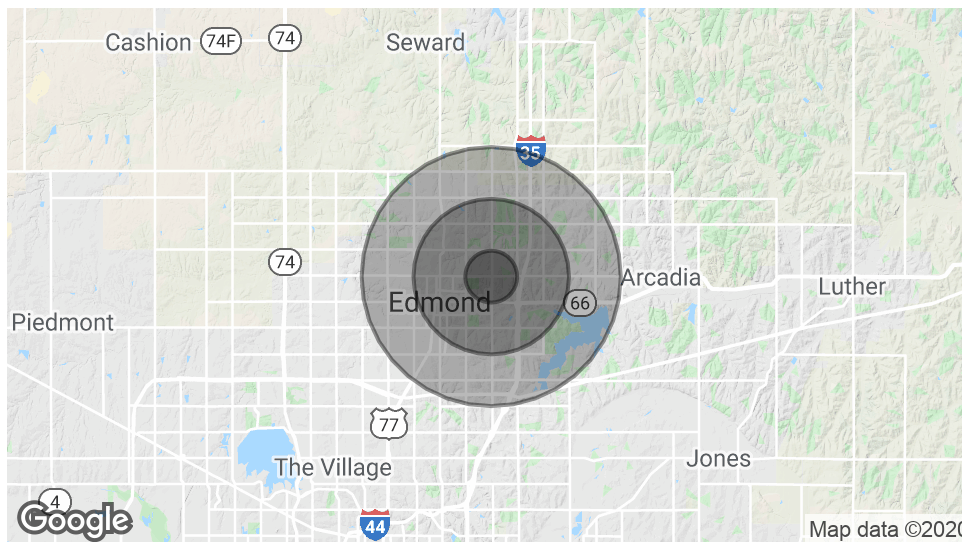 Cashion
74F
74
Seward
35
74
Arcadia
66
Luther
Edmond
Piedmont
77
The Village
Jones
4
44
Google
Map data ©2020